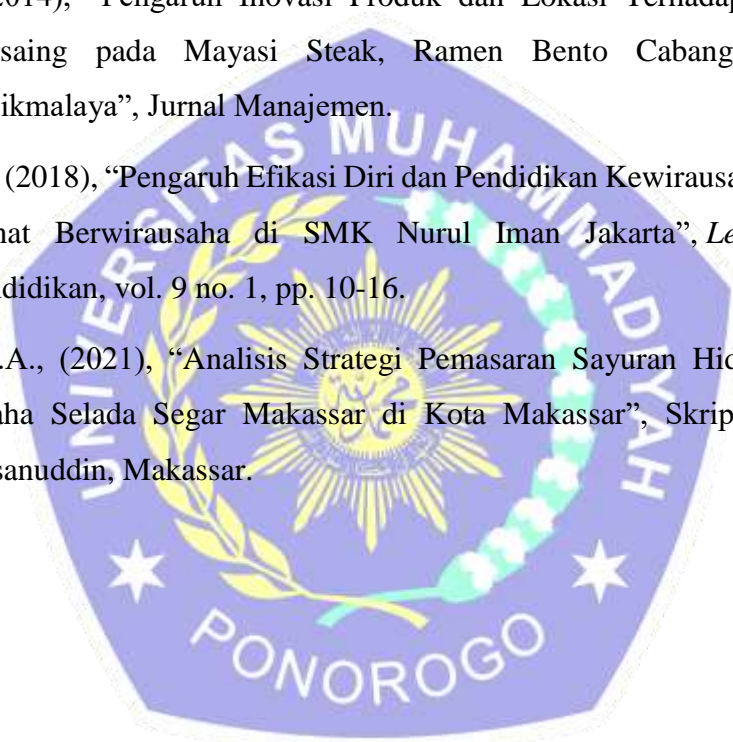 2014), “Pengaruh Inovasi Produk dan Lokasi Terhadap
saing pada Mayasi Steak, Ramen Bento Cabang
ikmalaya”, Jurnal Manajemen.
(2018), “Pengaruh Efikasi Diri dan Pendidikan Kewirausa
nat Berwirausaha di SMK Nurul Iman Jakarta”, Le
didikan, vol. 9 no. 1, pp. 10-16.
.A., (2021), “Analisis Strategi Pemasaran Sayuran Hid
aha Selada Segar Makassar di Kota Makassar”, Skrip
sanuddin, Makassar.
UNIVERSITAS MUHAMMADIYAH
PONOROGO